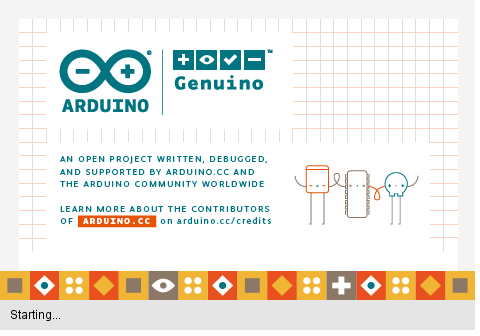 ARDUINO
Genuino
AN OPEN PROJECT WRITTEN, DEBUGGED,
AND SUPPORTED BY ARDUINO.CC AND
THE ARDUINO COMMUNITY WORLDWIDE
LEARN MORE ABOUT THE CONTRIBUTORS
OF ARDUINO.CC on arduino.cc/credits
Starting...